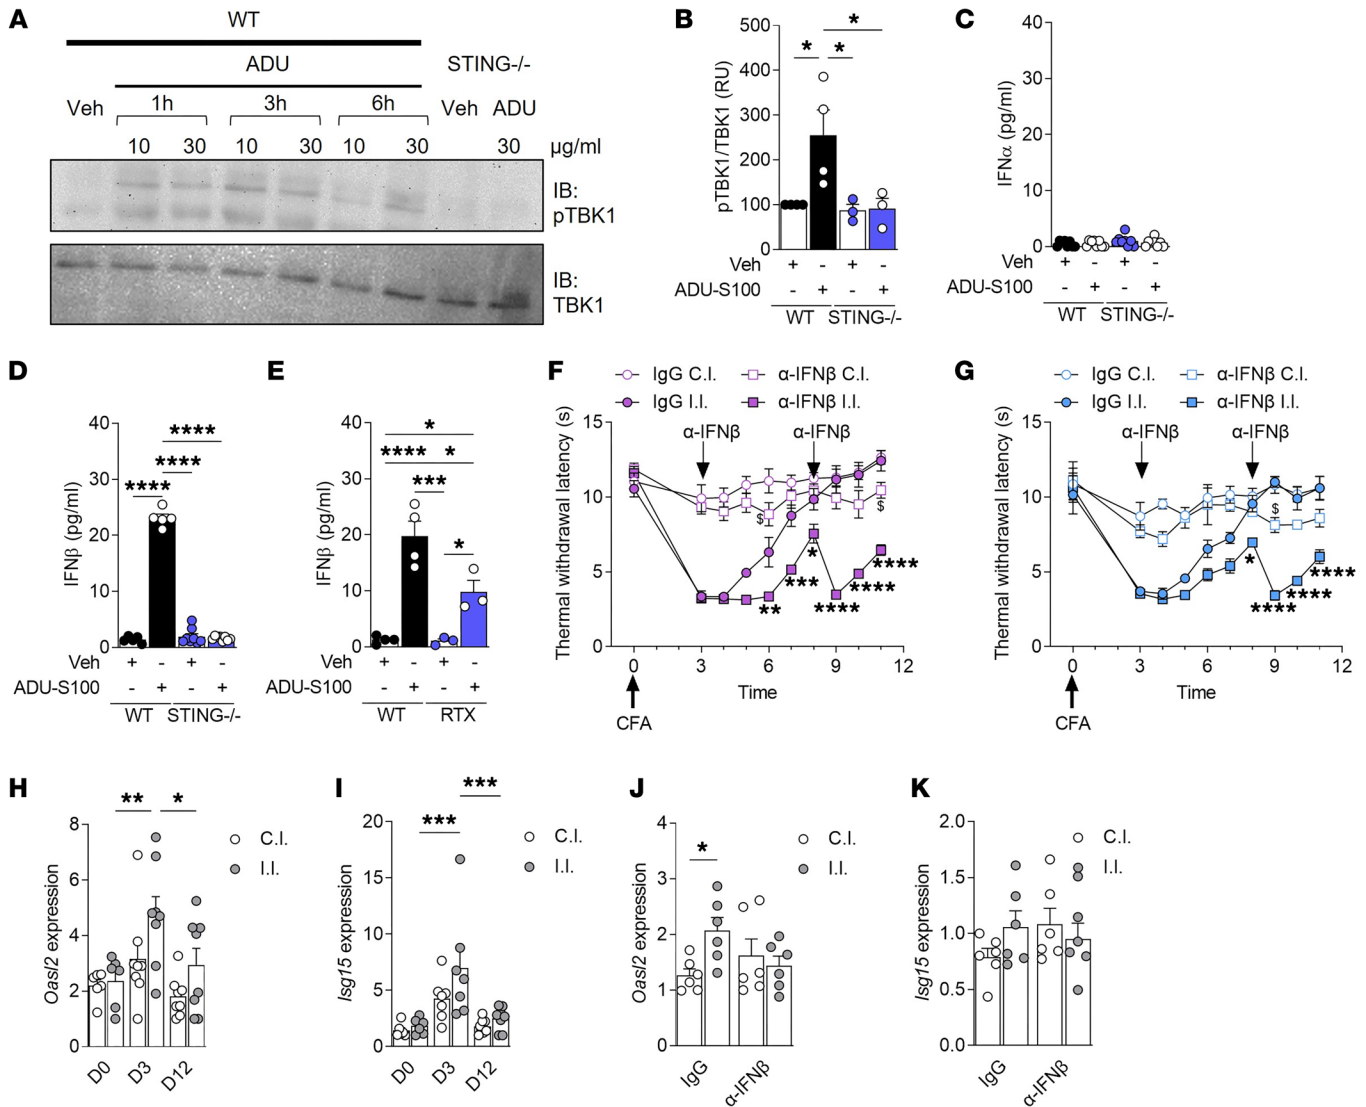 A
WT
ADU
STING-/-
Veh
1h
3h
6h
Veh
ADU
10
30
10
30
10
30
30
µg/ml
IB:
pTBK1
IB:
TBK1
B
pTBK1/TBK1 (RU)
500
400
300
200
100
0
*
*
*
Veh
+
-
+
-
ADU-S100
-
+
-
+
WT
STING-/-
C
IFNα (pg/ml)
40
30
20
10
0
Veh
+
-
+
-
ADU-S100
-
+
-
+
WT
STING-/-
D
IFNβ (pg/ml)
40
30
20
10
0
****
****
****
Veh
+
-
+
-
ADU-S100
-
+
-
+
WT
STING-/-
E
IFNβ (pg/ml)
40
30
20
10
0
*
****
*
***
*
Veh
+
-
+
-
ADU-S100
-
+
-
+
WT
RTX
F
IgG C.I.
α-IFNβ C.I.
IgG I.I.
α-IFNβ I.I.
Thermal withdrawal latency (s)
15
10
5
0
α-IFNβ
α-IFNβ
$
$
**
***
*
****
****
****
0
3
6
9
12
Time
CFA
G
IgG C.I.
α-IFNβ C.I.
IgG I.I.
α-IFNβ I.I.
Thermal withdrawal latency (s)
15
10
5
0
α-IFNβ
α-IFNβ
$
*
****
****
****
0
3
6
9
12
Time
CFA
H
Oasl2 expression
8
6
4
2
0
**
*
C.I.
I.I.
D0
D3
D12
I
Isg15 expression
20
15
10
5
0
***
***
C.I.
I.I.
D0
D3
D12
J
Oasl2 expression
4
3
2
1
0
*
C.I.
I.I.
IgG
α-IFNβ
K
Isg15 expression
2.0
1.5
1.0
0.5
0.0
C.I.
I.I.
IgG
α-IFNβ